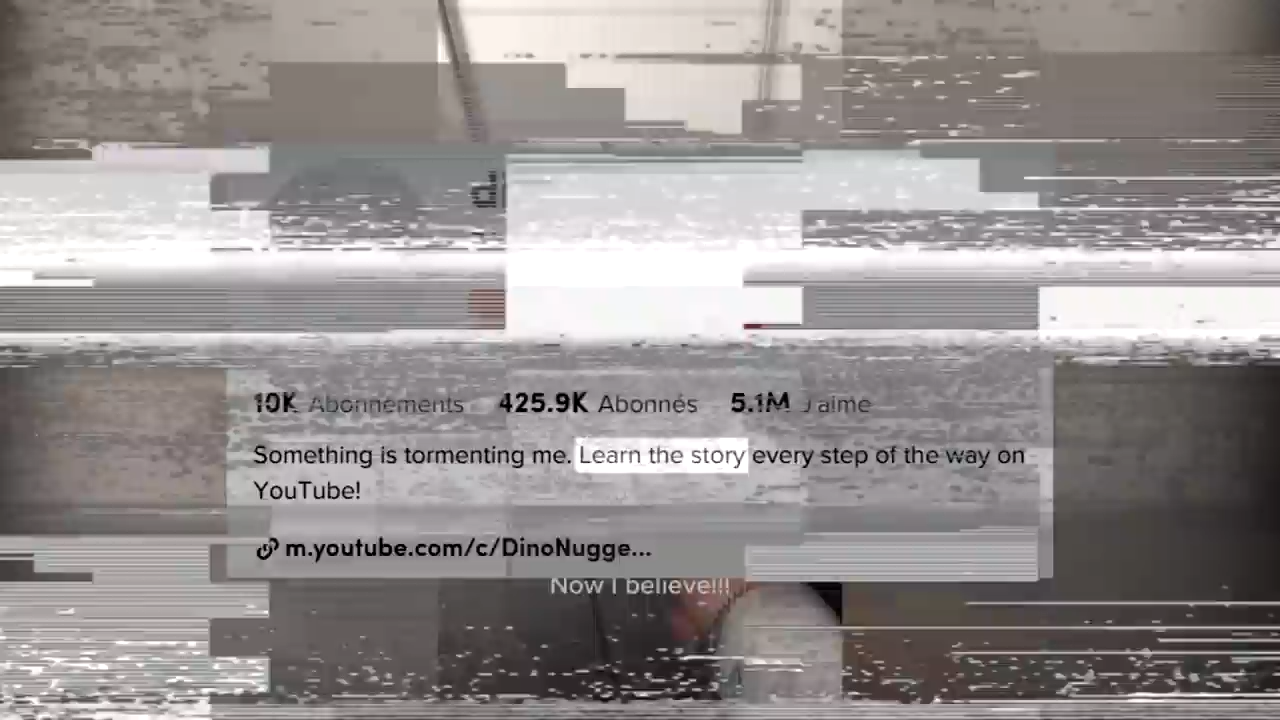 10K Abonnements 425.9K Abonnés 5.1M J'aime
Something is tormenting me. Learn the story every step of the way on
YouTube!
m.youtube.com/c/DinoNugge...
Now I believe!!!